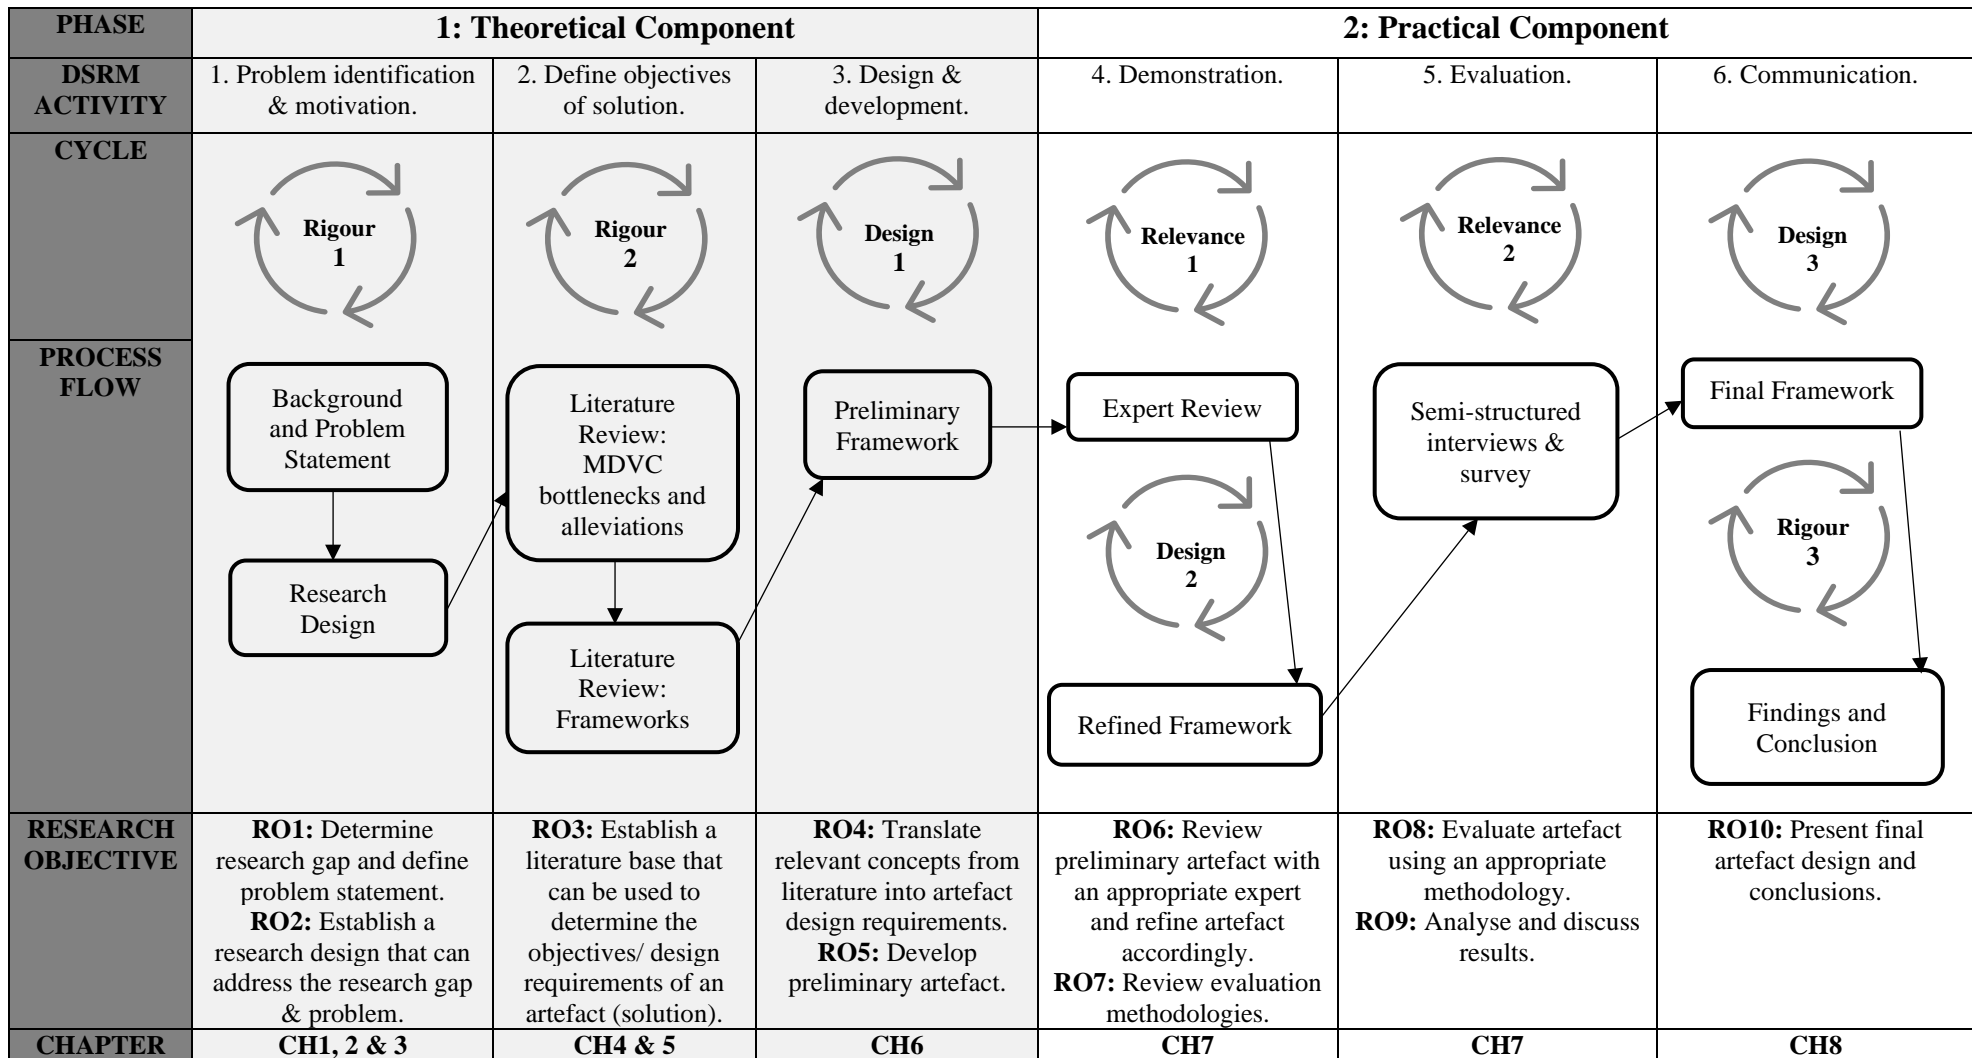 PHASE
1: Theoretical Component
2: Practical Component
DSRM
ACTIVITY
1. Problem identification
& motivation.
2. Define objectives
of solution.
3. Design &
development.
4. Demonstration.
5. Evaluation.
6. Communication.
CYCLE
Rigour
1
Rigour
2
Design
1
Relevance
1
Relevance
2
Design
3
PROCESS
FLOW
Background
and Problem
Statement
Research
Design
Literature
Review:
MDVC
bottlenecks and
alleviations
Literature
Review:
Frameworks
Preliminary
Framework
Expert Review
Design
2
Refined Framework
Semi-structured
interviews &
survey
Final Framework
Rigour
3
Findings and
Conclusion
RESEARCH
OBJECTIVE
RO1: Determine
research gap and define
problem statement.
RO2: Establish a
research design that can
address the research gap
& problem.
RO3: Establish a
literature base that
can be used to
determine the
objectives/ design
requirements of an
artefact (solution).
RO4: Translate
relevant concepts from
literature into artefact
design requirements.
RO5: Develop
preliminary artefact.
RO6: Review
preliminary artefact with
an appropriate expert
and refine artefact
accordingly.
RO7: Review evaluation
methodologies.
RO8: Evaluate artefact
using an appropriate
methodology.
RO9: Analyse and discuss
results.
RO10: Present final
artefact design and
conclusions.
CHAPTER
CH1, 2 & 3
CH4 & 5
CH6
CH7
CH7
CH8